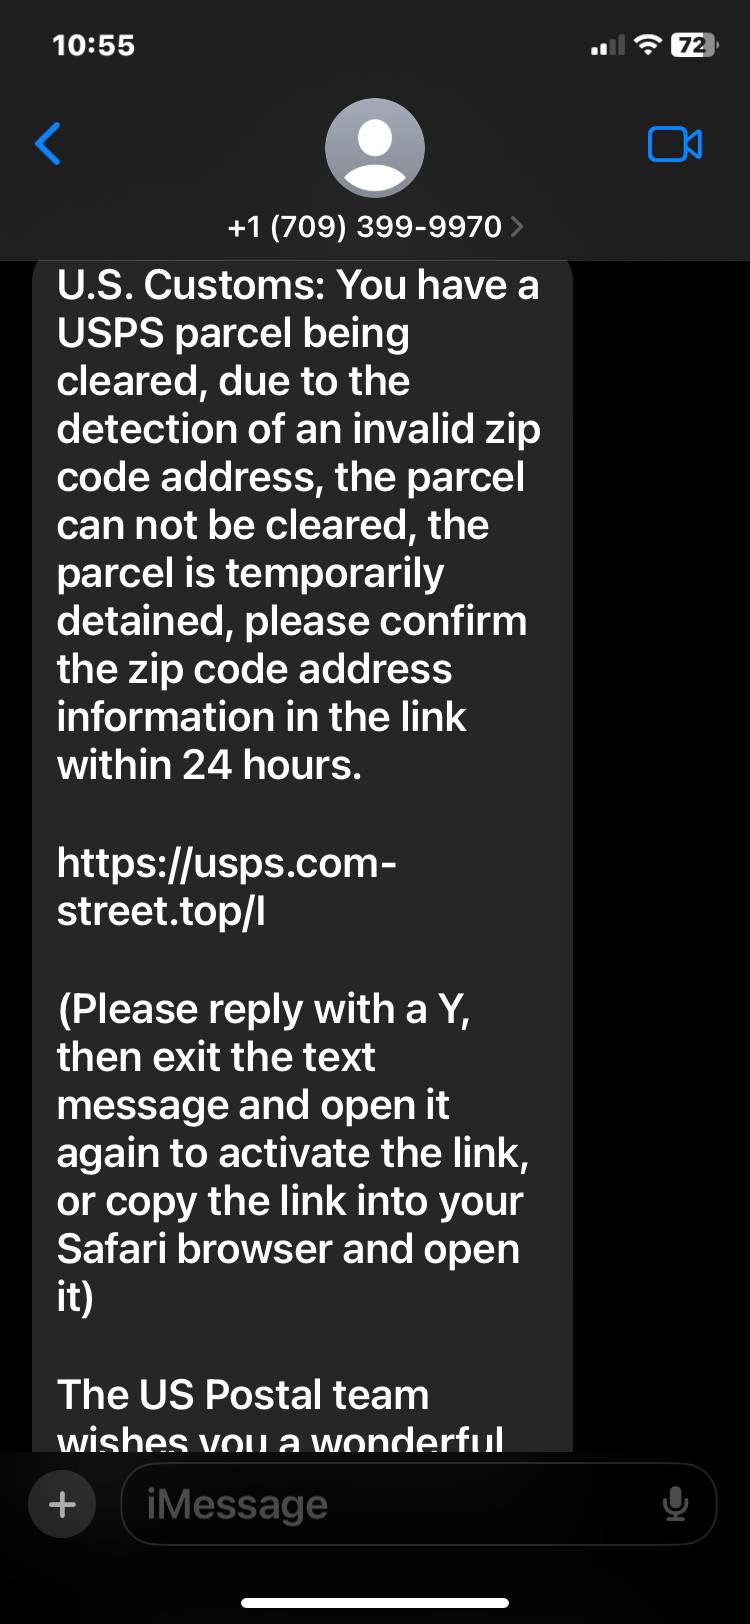 10:55
72
+1 (709) 399-9970
U.S. Customs: You have a
USPS parcel being
cleared, due to the
detection of an invalid zip
code address, the parcel
can not be cleared, the
parcel is temporarily
detained, please confirm
the zip code address
information in the link
within 24 hours.
https://usps.com-
street.top/l
(Please reply with a Y,
then exit the text
message and open it
again to activate the link,
or copy the link into your
Safari browser and open
it)
The US Postal team
wishes you a wonderful
iMessage